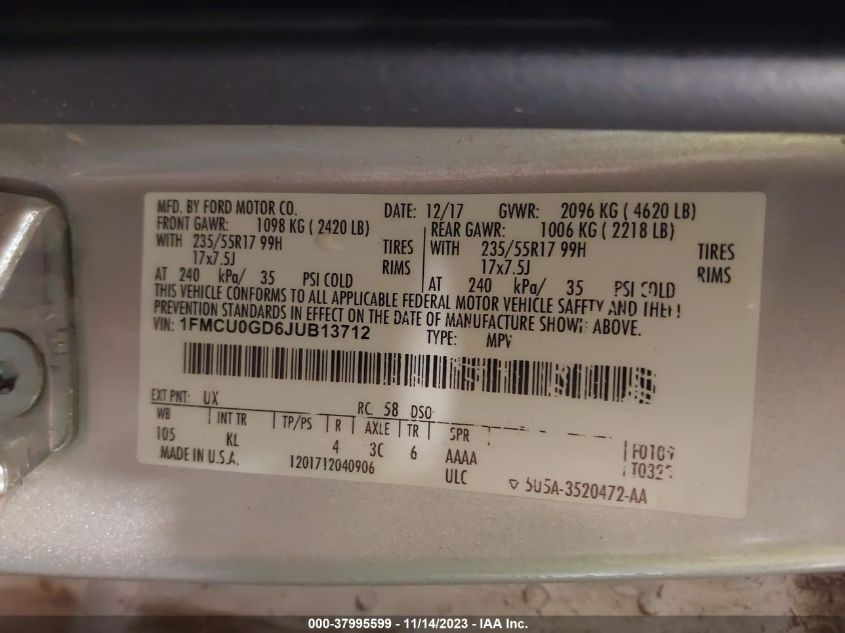 MFD. BY FORD MOTOR CO. DATE: 12/17 GVWR: 2096 KG ( 4620 LB)
FRONT GAWR: 1098 KG ( 2420 LB) REAR GAWR: 1006 KG ( 2218 LB)
WITH 235/55R17 99H TIRES WITH 235/55R17 99H TIRES
17x7.5J RIMS 17x7.5J RIMS
AT 240 kPa/ 35 PSI COLD AT 240 kPa/ 35 PSI COLD
THIS VEHICLE CONFORMS TO ALL APPLICABLE FEDERAL MOTOR VEHICLE SAFETY AND THEFT
PREVENTION STANDARDS IN EFFECT ON THE DATE OF MANUFACTURE SHOWN ABOVE.
VIN: 1FMCU0GD6JUB13712 TYPE: MPV
EXT PNT: UX RC: 58 DSO:
WB INT TR TP/PS R AXLE TR SPR
105 KL 4 3C 6 AAAA F0109
MADE IN U.S.A. 1201712040906 ULC
5U5A-3520472-AA
000-37995599 - 11/14/2023 - IAA Inc.